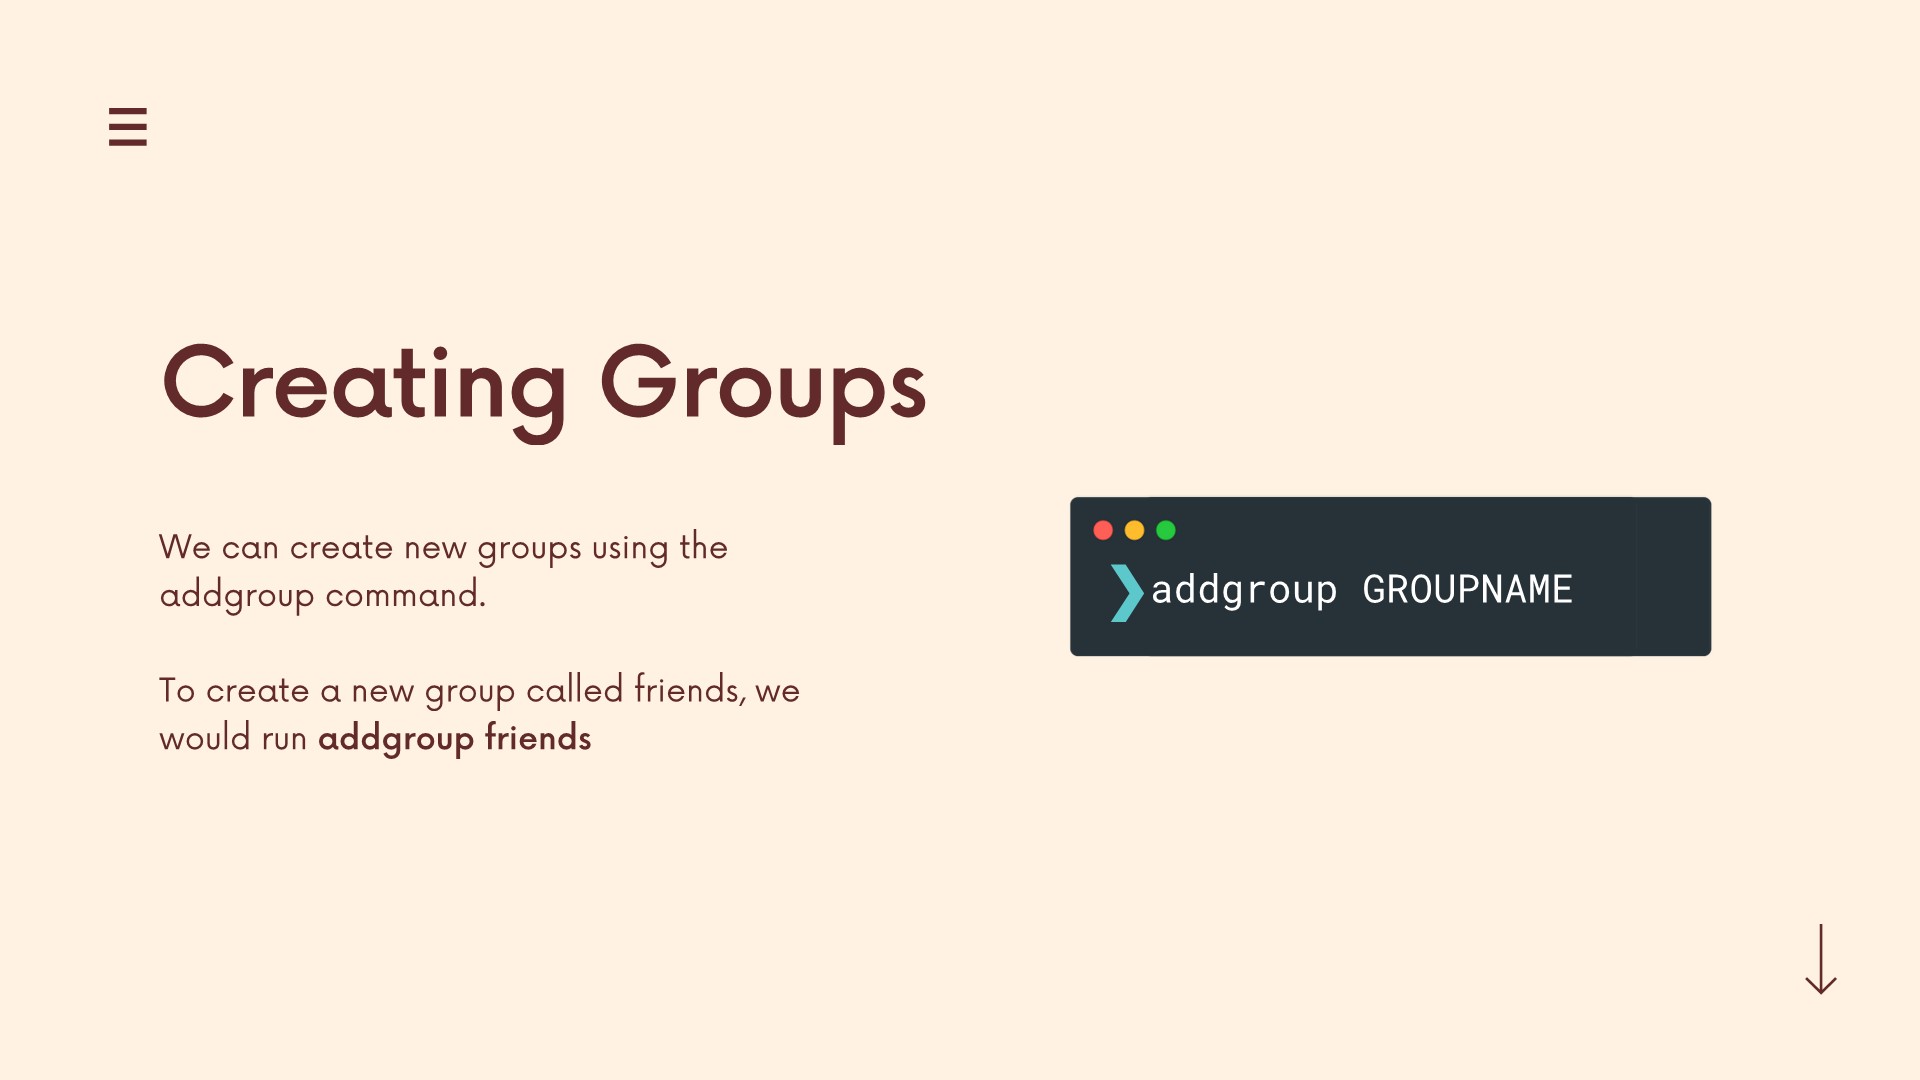 Creating Groups
We can create new groups using the
addgroup command.
To create a new group called friends, we
would run addgroup friends
❯addgroup GROUPNAME